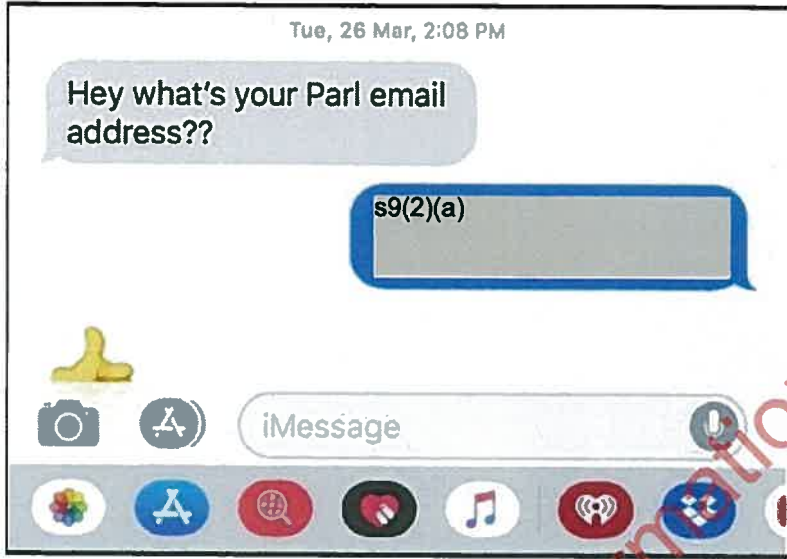 Tue, 26 Mar, 2:08 PM
Hey what's your Parl email
address??
s9(2)(a)
iMessage